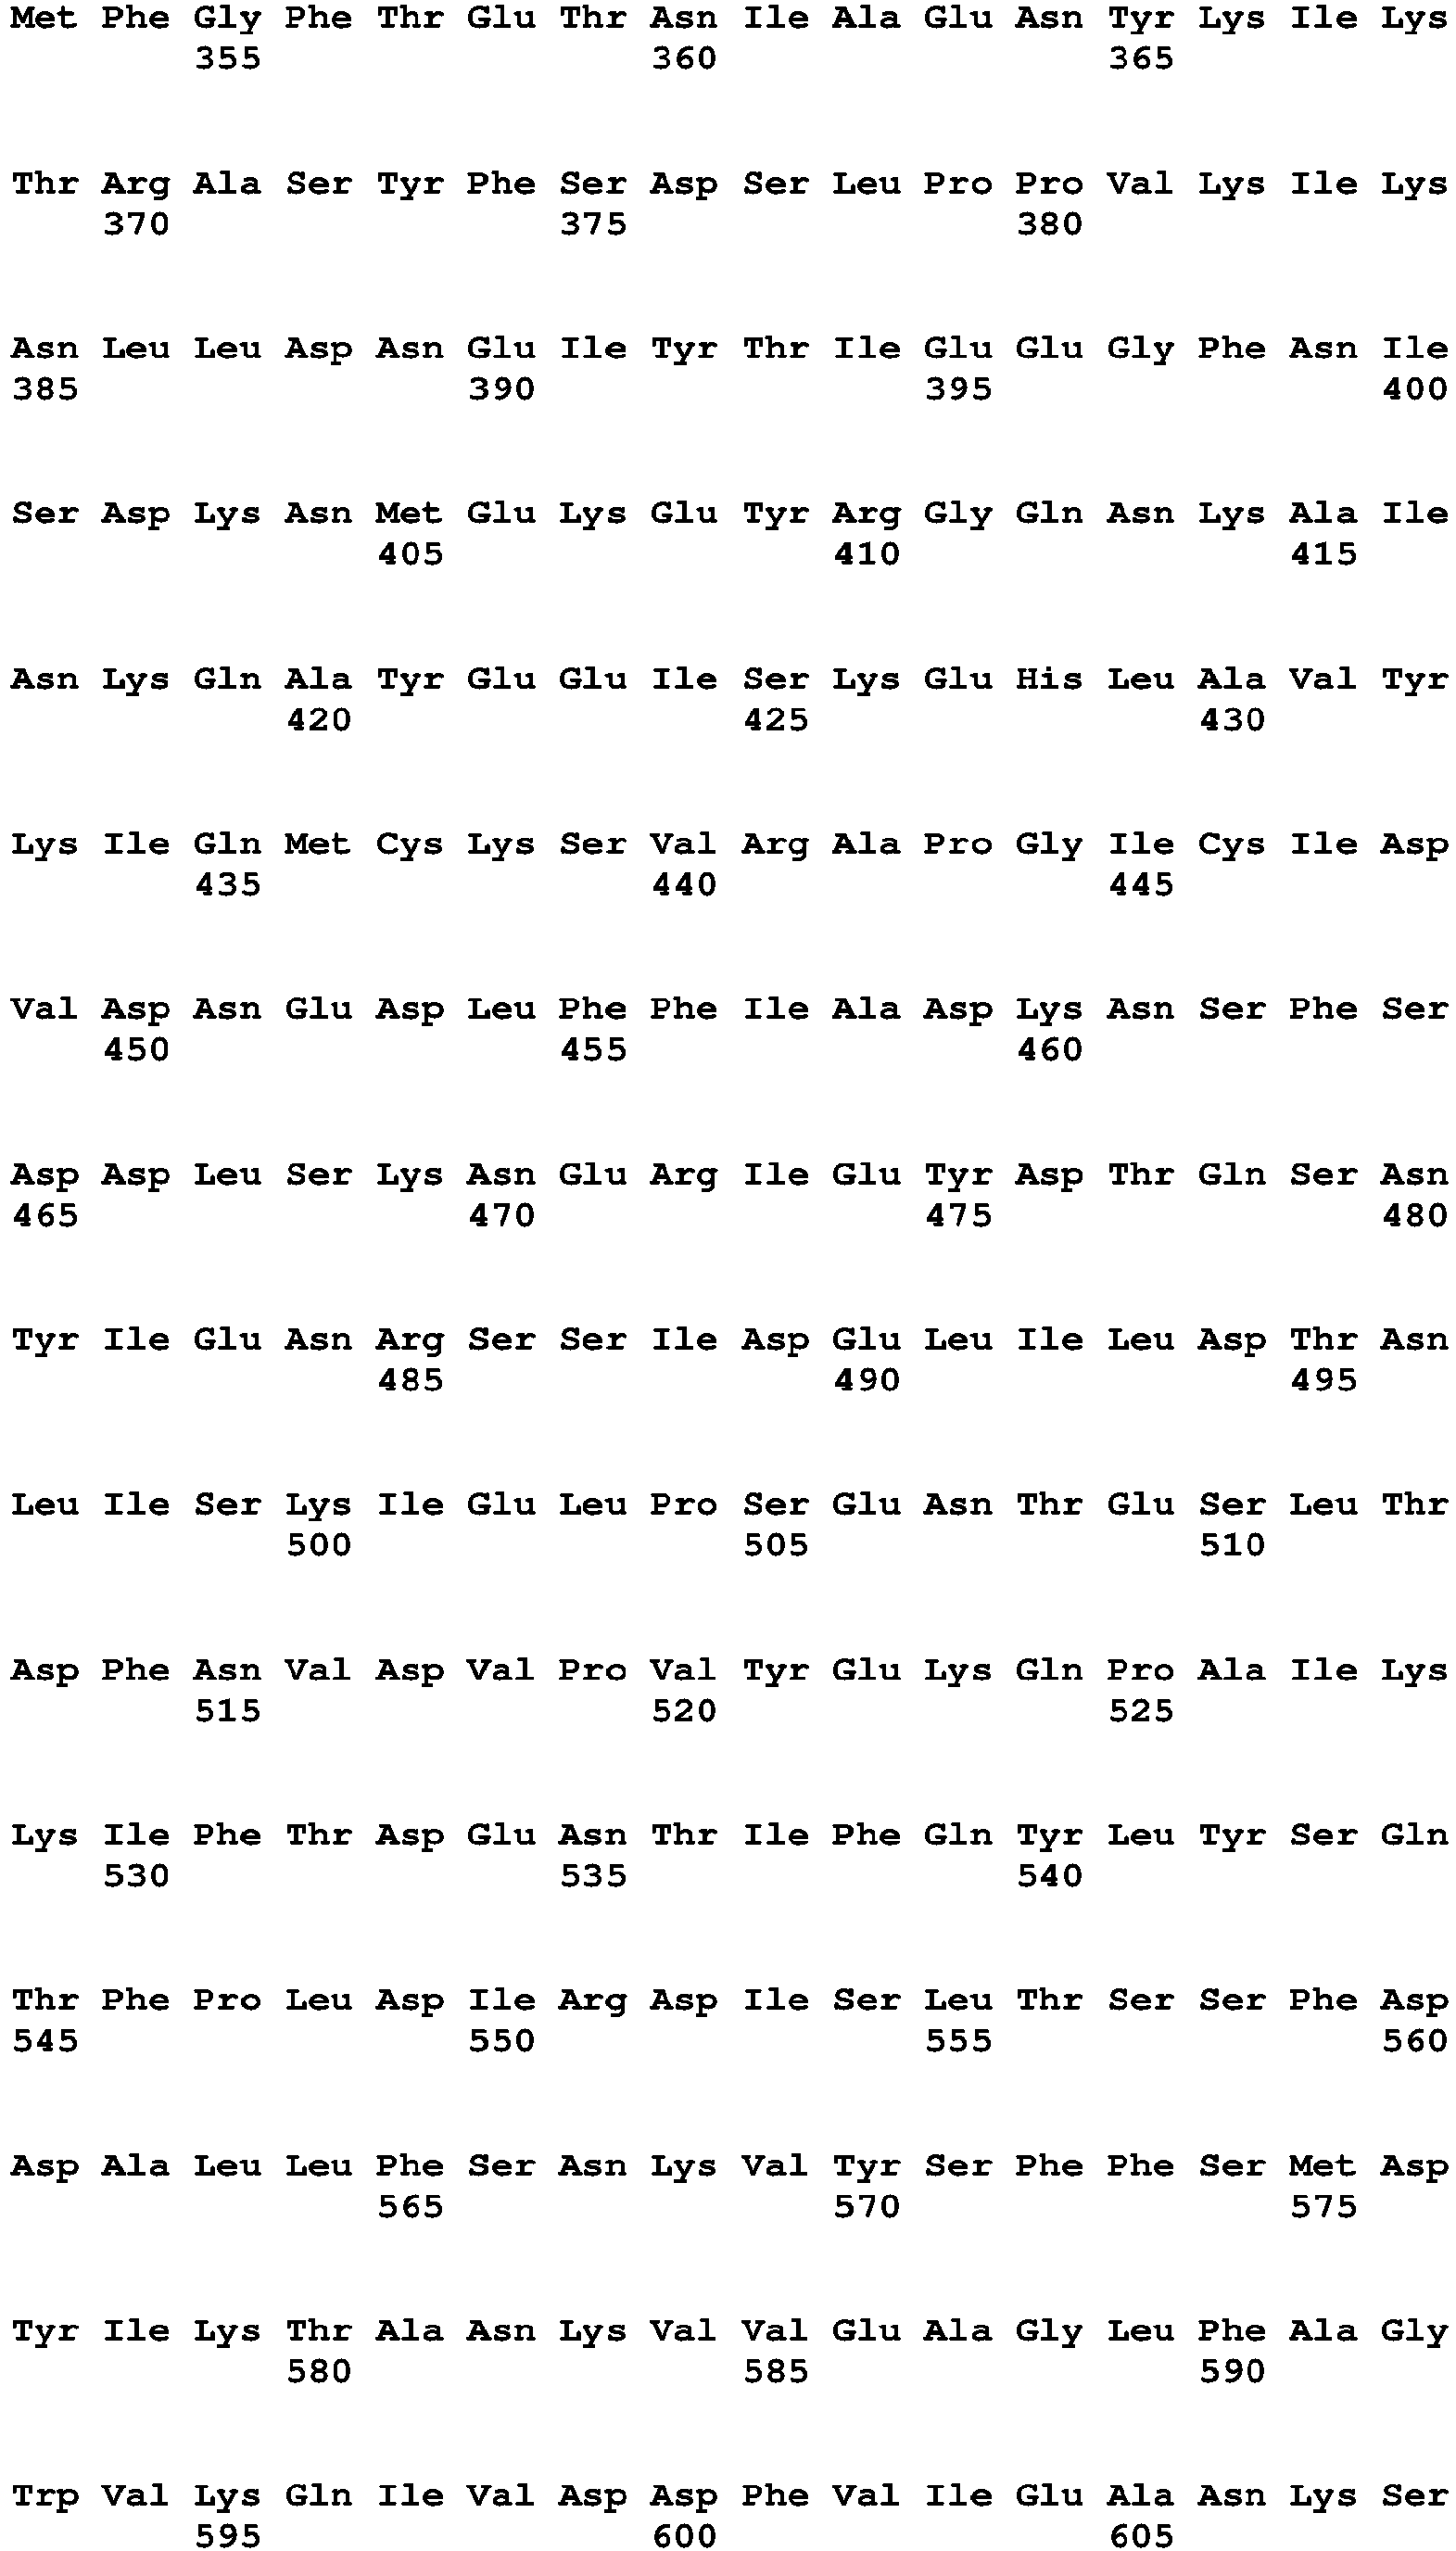 Met Phe Gly Phe Thr Glu Thr Asn Ile Ala Glu Asn Tyr Lys Ile Lys
355 360 365
Thr Arg Ala Ser Tyr Phe Ser Asp Ser Leu Pro Pro Val Lys Ile Lys
370 375 380
Asn Leu Leu Asp Asn Glu Ile Tyr Thr Ile Glu Glu Gly Phe Asn Ile
385 390 395 400
Ser Asp Lys Asn Met Glu Lys Glu Tyr Arg Gly Gln Asn Lys Ala Ile
405 410 415
Asn Lys Gln Ala Tyr Glu Glu Ile Ser Lys Glu His Leu Ala Val Tyr
420 425 430
Lys Ile Gln Met Cys Lys Ser Val Arg Ala Pro Gly Ile Cys Ile Asp
435 440 445
Val Asp Asn Glu Asp Leu Phe Phe Ile Ala Asp Lys Asn Ser Phe Ser
450 455 460
Asp Asp Leu Ser Lys Asn Glu Arg Ile Glu Tyr Asp Thr Gln Ser Asn
465 470 475 480
Tyr Ile Glu Asn Arg Ser Ser Ile Asp Glu Leu Ile Leu Asp Thr Asn
485 490 495
Leu Ile Ser Lys Ile Glu Leu Pro Ser Glu Asn Thr Glu Ser Leu Thr
500 505 510
Asp Phe Asn Val Asp Val Pro Val Tyr Glu Lys Gln Pro Ala Ile Lys
515 520 525
Lys Ile Phe Thr Asp Glu Asn Thr Ile Phe Gln Tyr Leu Tyr Ser Gln
530 535 540
Thr Phe Pro Leu Asp Ile Arg Asp Ile Ser Leu Thr Ser Ser Phe Asp
545 550 555 560
Asp Ala Leu Leu Phe Ser Asn Lys Val Tyr Ser Phe Phe Ser Met Asp
565 570 575
Tyr Ile Lys Thr Ala Asn Lys Val Val Glu Ala Gly Leu Phe Ala Gly
580 585 590
Trp Val Lys Gln Ile Val Asp Asp Phe Val Ile Glu Ala Asn Lys Ser
595 600 605